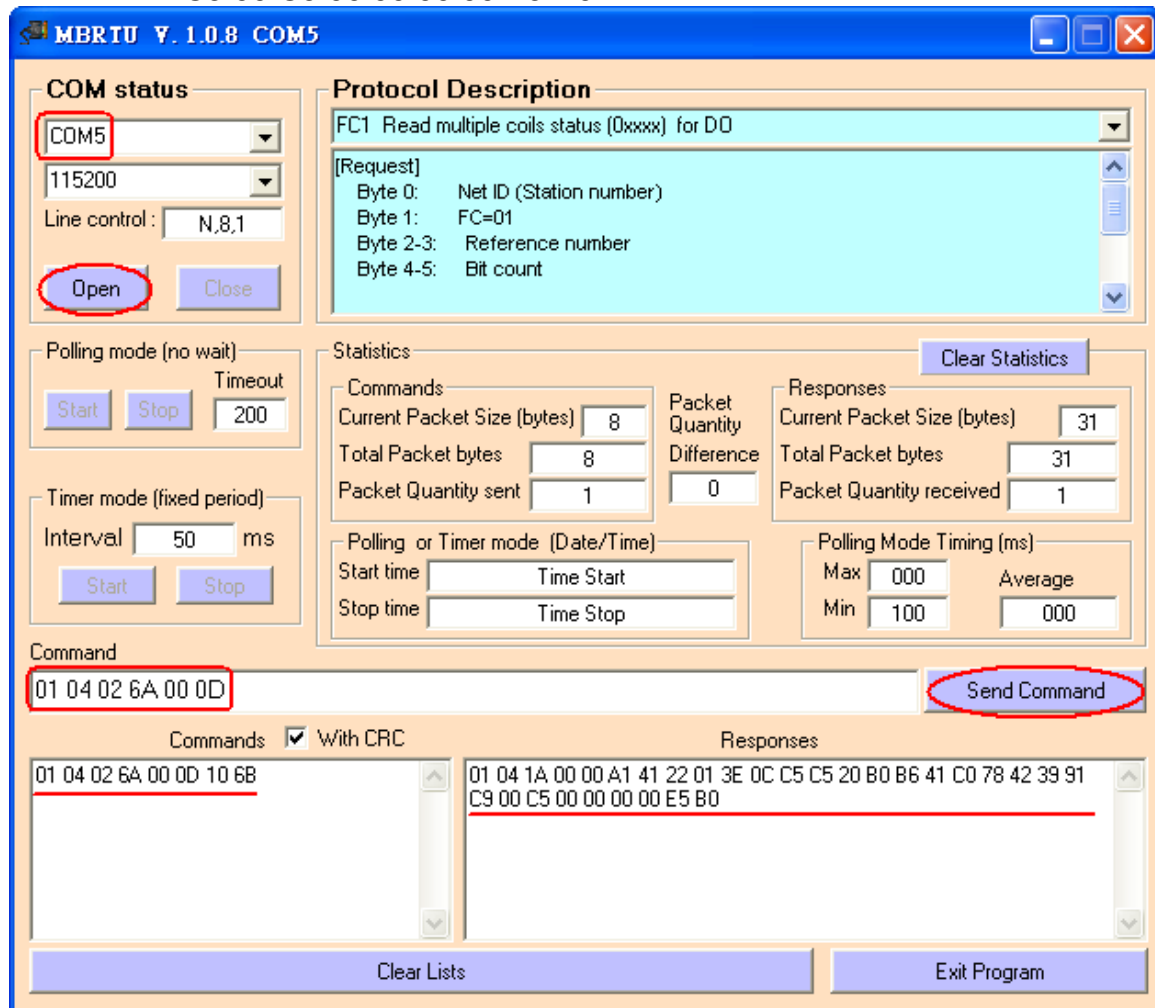 MBRTU V. 1.0.8 COM5
COM status
COM5
115200
Line control : N,8,1
Open Close
Protocol Description
FC1 Read multiple coils status (0xxxx) for DO
[Request]
Byte 0: Net ID (Station number)
Byte 1: FC=01
Byte 2-3: Reference number
Byte 4-5: Bit count
Polling mode (no wait)
Timeout
Start Stop 200
Timer mode (fixed period)
Interval 50 ms
Start Stop
Statistics
Clear Statistics
Commands
Current Packet Size (bytes) 8
Total Packet bytes 8
Packet Quantity sent 1
Packet
Quantity
Difference
0
Responses
Current Packet Size (bytes) 31
Total Packet bytes 31
Packet Quantity received 1
Polling or Timer mode (Date/Time)
Start time Time Start
Stop time Time Stop
Polling Mode Timing (ms)
Max 000
Min 100
Average
000
Command
01 04 02 6A 00 0D
Send Command
Commands With CRC
01 04 02 6A 00 0D 10 6B
Responses
01 04 1A 00 00 A1 41 22 01 3E 0C C5 C5 20 B0 B6 41 C0 78 42 39 91
C9 00 C5 00 00 00 00 E5 B0
Clear Lists
Exit Program